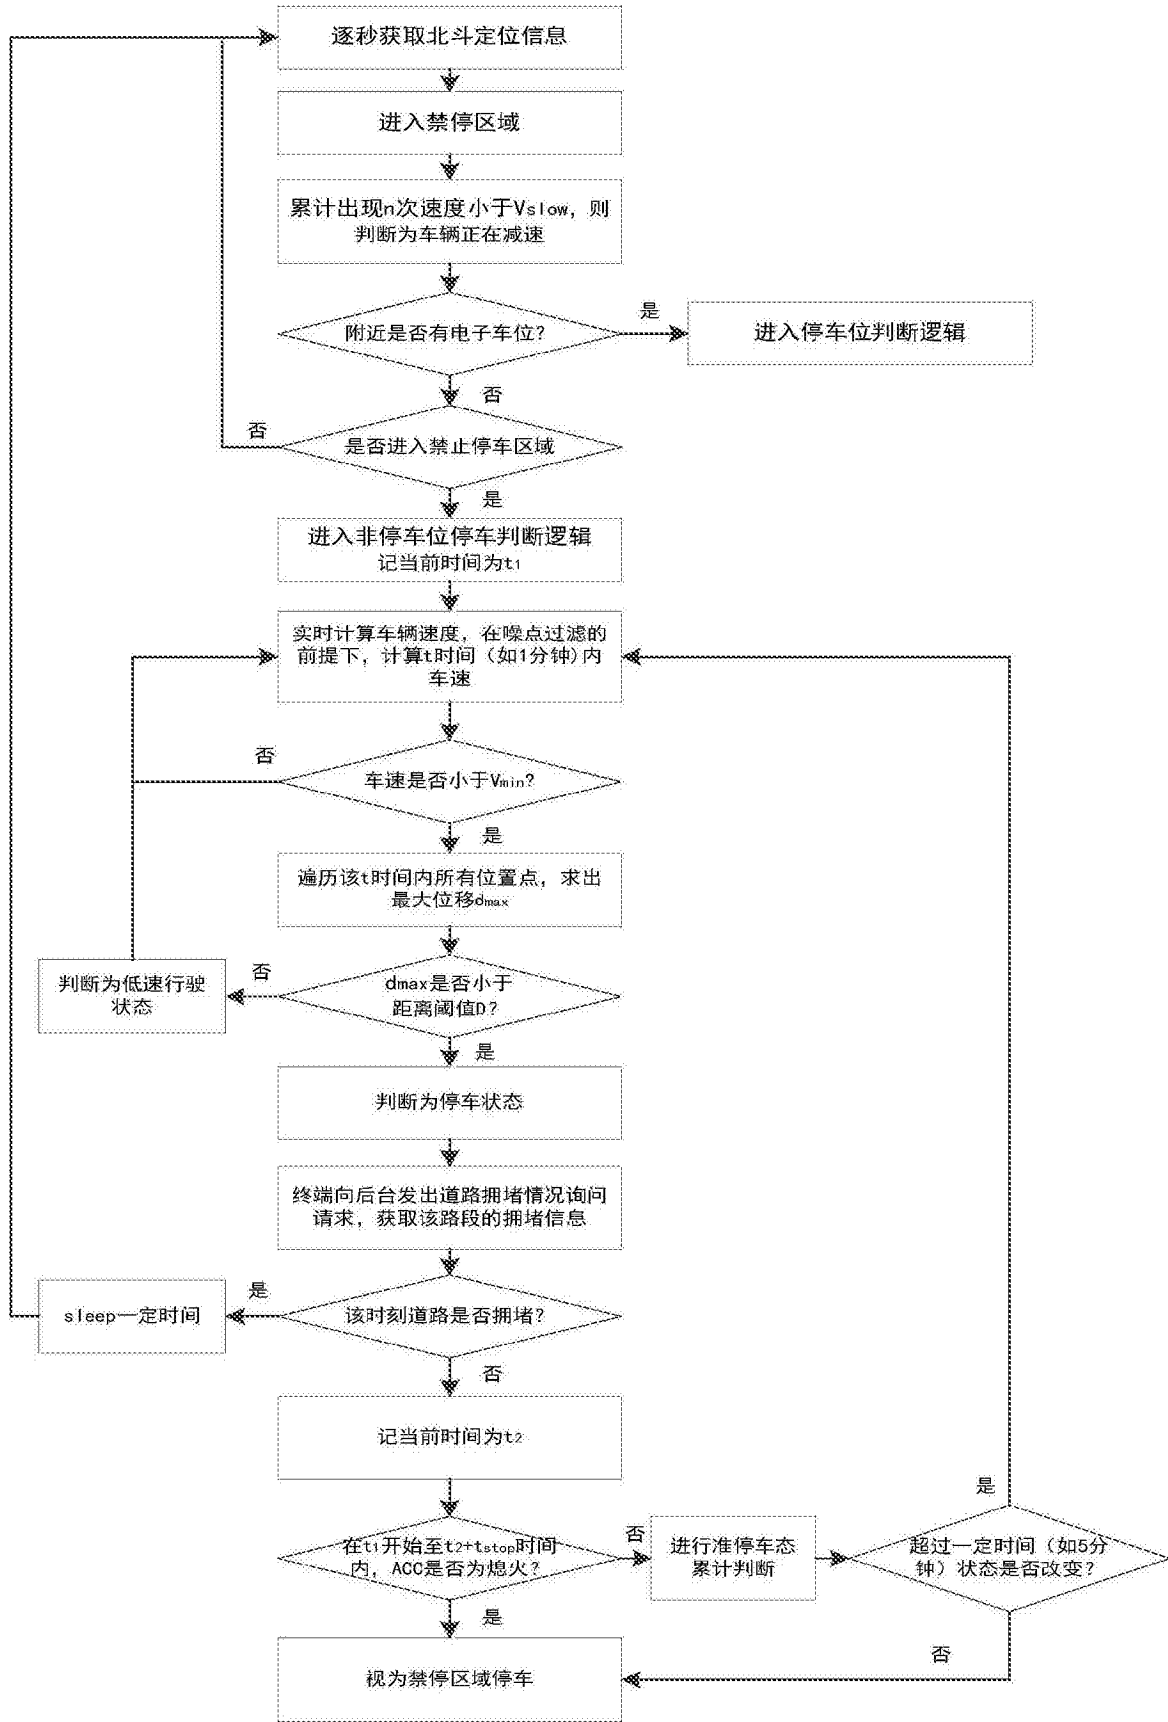 逐秒获取北斗定位信息
进入禁停区域
累计出现n次速度小于Vslow，则
判断为车辆正在减速
附近是否有电子车位？
是
进入停车位判断逻辑
否
否
是否进入禁止停车区域
是
进入非停车位停车判断逻辑
记当前时间为t1
实时计算车辆速度，在噪点过滤的
前提下，计算t时间（如1分钟）内
车速
否
车速是否小于Vmin？
是
遍历该t时间内所有位置点，求出
最大位移dmax
判断为低速行驶
状态
否
dmax是否小于
距离阈值D？
是
判断为停车状态
终端向后台发出道路拥堵情况询问
请求，获取该路段的拥堵信息
sleep一定时间
是
该时刻道路是否拥堵？
否
记当前时间为t2
是
在t1开始至t2+tstop时间
内，ACC是否为熄火？
否
进行准停车态
累计判断
超过一定时间（如5分
钟）状态是否改变？
是
否
视为禁停区域停车